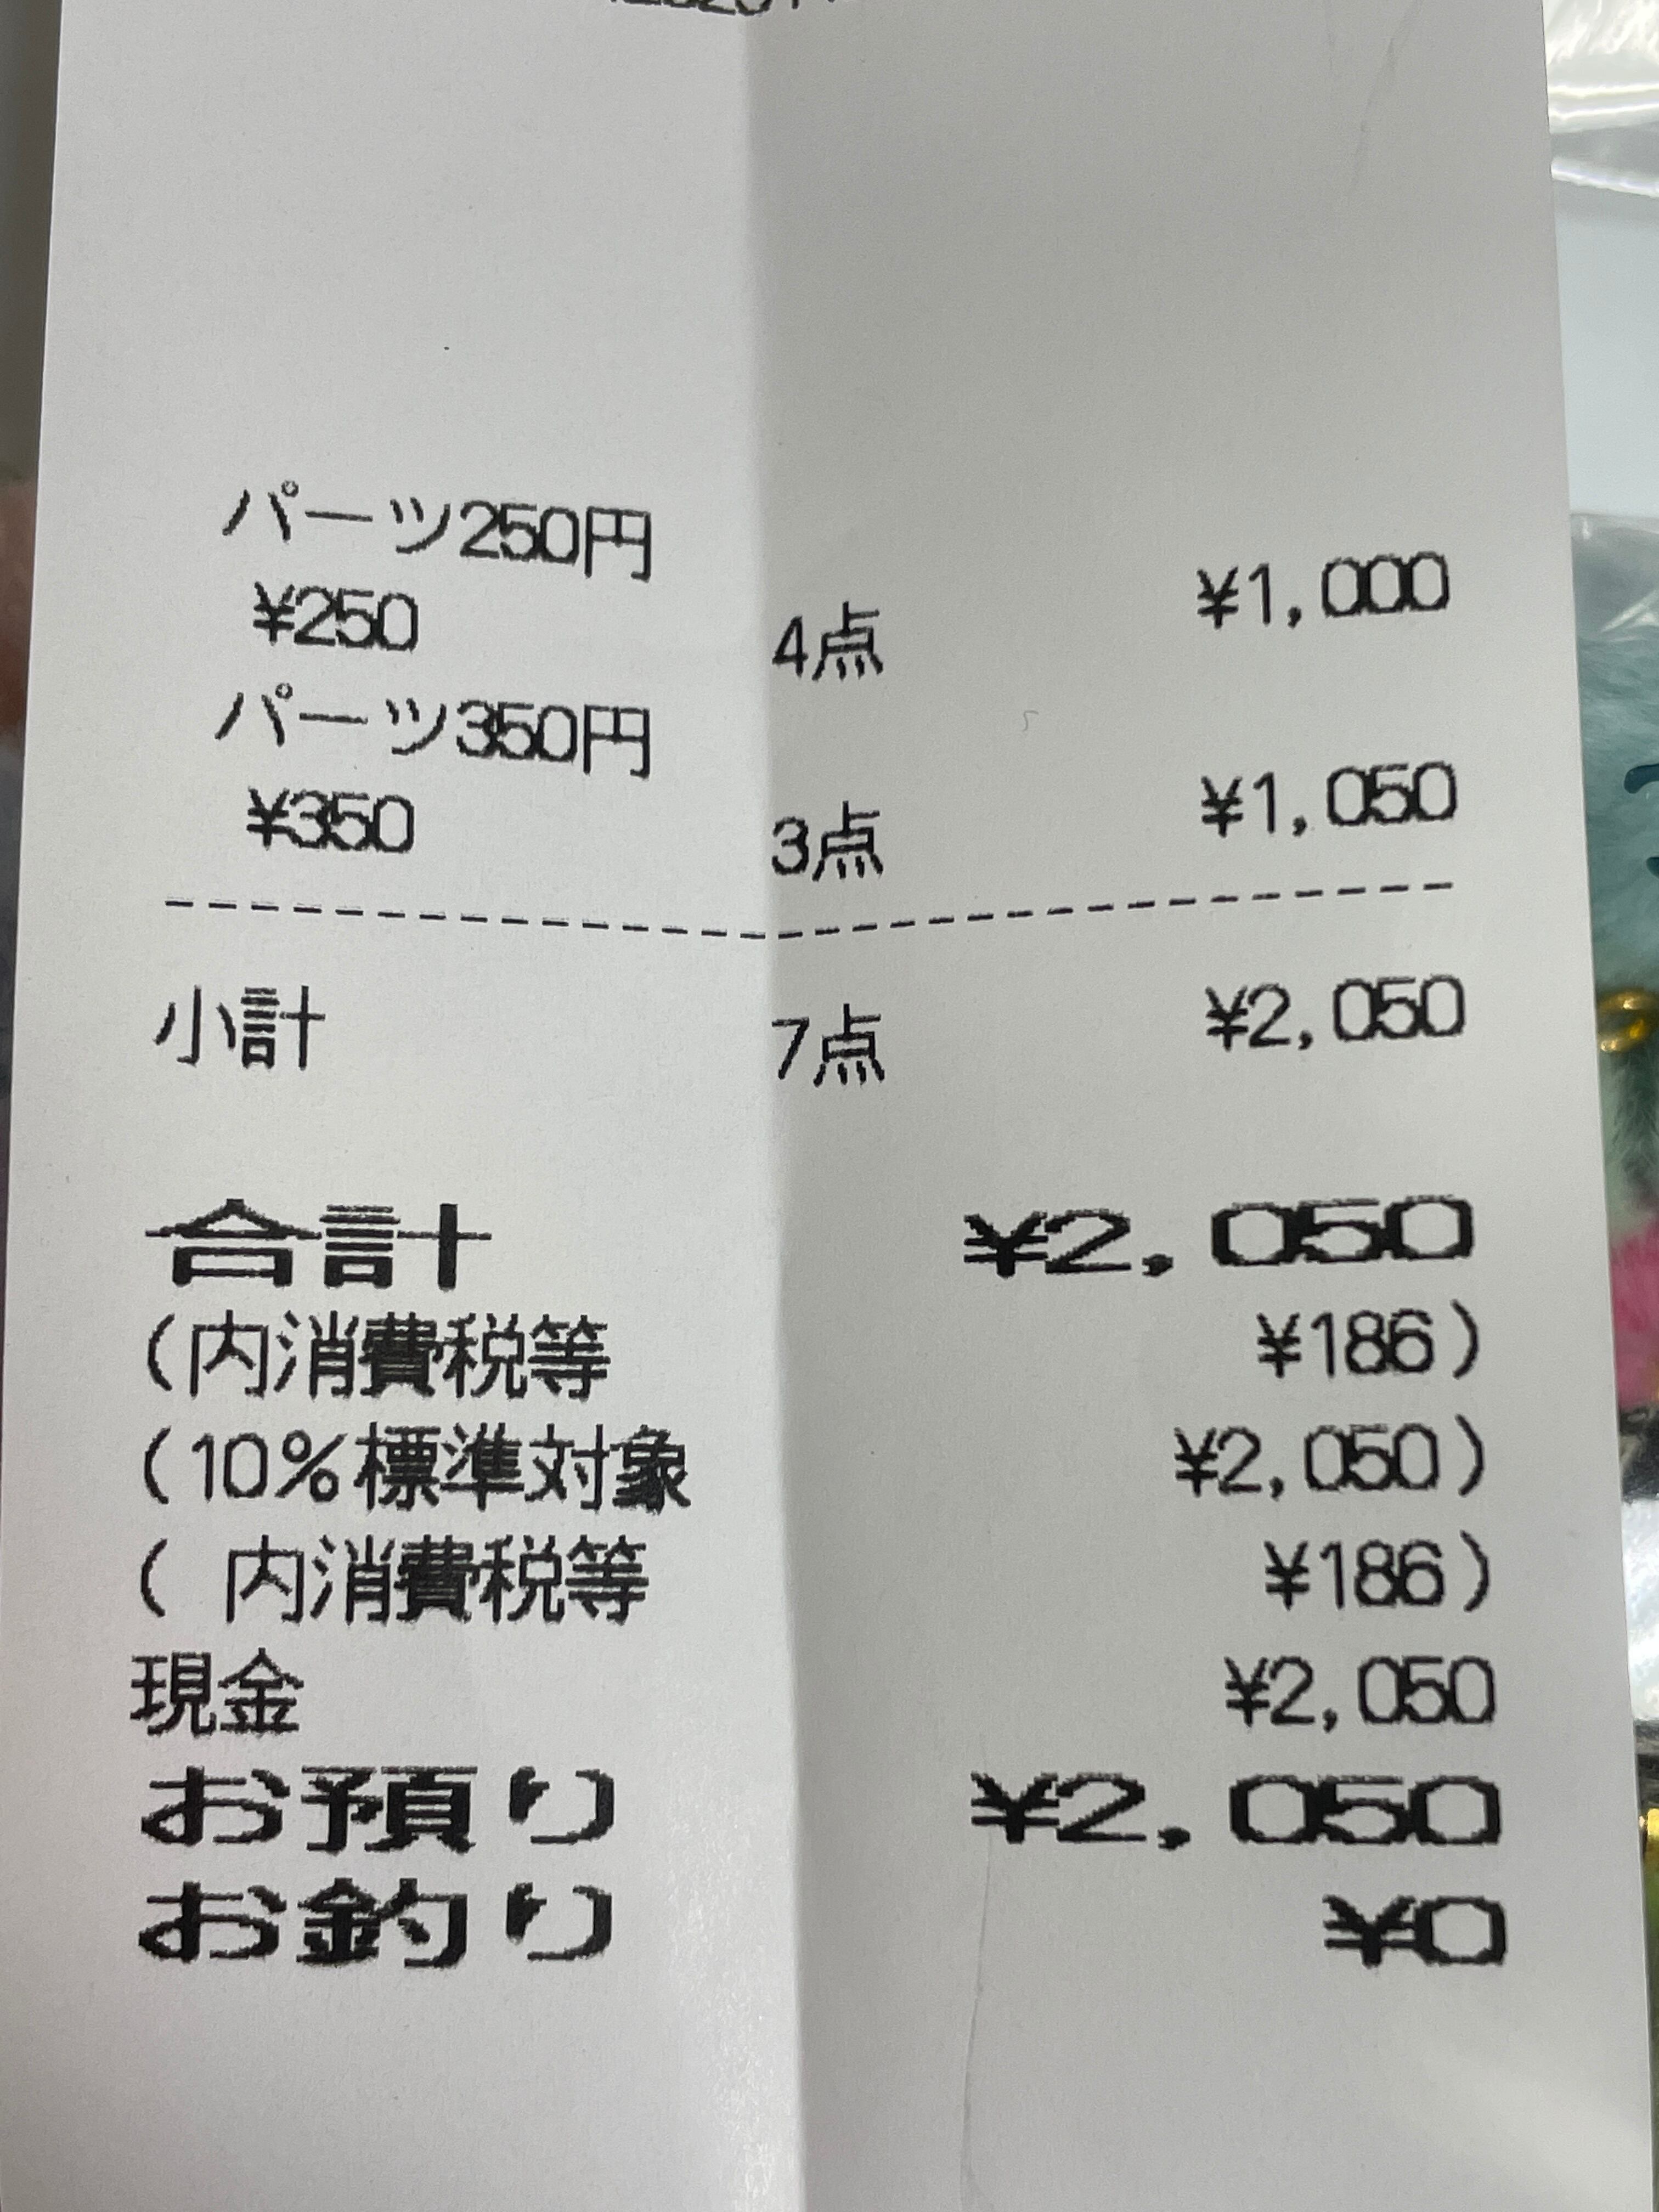 パーツ250円
¥250 4点 ¥1,000
パーツ350円
¥350 3点 ¥1,050
小計 7点 ¥2,050
合計 ¥2,050
(内消費税等 ¥186)
(10%標準対象 ¥2,050)
( 内消費税等 ¥186)
現金 ¥2,050
お預り ¥2,050
お釣り ¥0